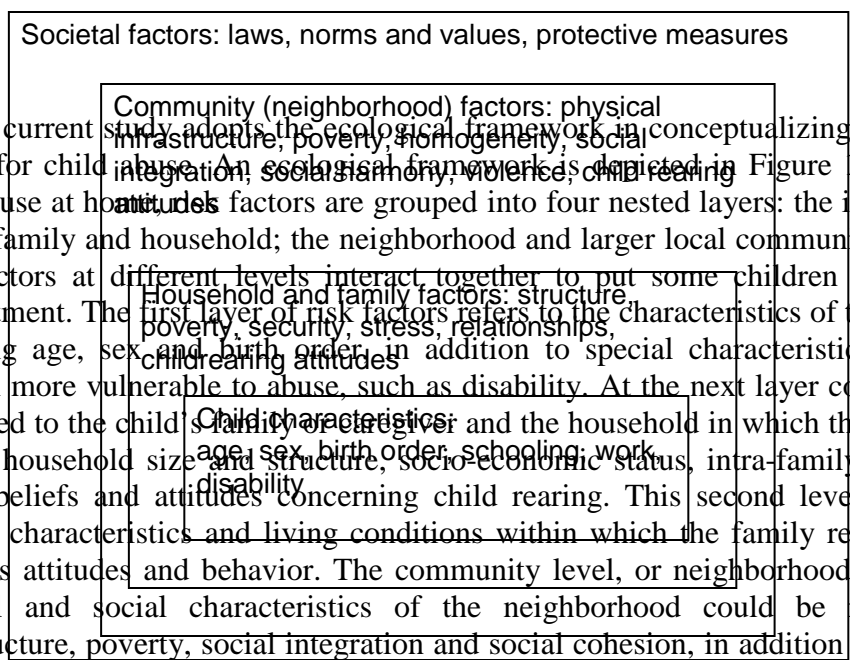 Societal factors: laws, norms and values, protective measures
Community (neighborhood) factors: physical
infrastructure, poverty, homogeneity, social
integration, social harmony, violence, child rearing
attitudes
Household and family factors: structure,
poverty, security, stress, relationships,
childrearing attitudes
Child characteristics:
age, sex, birth order, schooling, work,
disability
current study adopts the ecological framework in conceptualizing
for child abuse. An ecological framework is depicted in Figure
use at home, risk factors are grouped into four nested layers: the i
family and household; the neighborhood and larger local commun
ctors at different levels interact together to put some children
ment. The first layer of risk factors refers to the characteristics of t
g age, sex and birth order, in addition to special characteristic
more vulnerable to abuse, such as disability. At the next layer co
ed to the child's family or caregiver and the household in which th
household size and structure, socio-economic status, intra-family
beliefs and attitudes concerning child rearing. This second leve
characteristics and living conditions within which the family re
s attitudes and behavior. The community level, or neighborhood
and social characteristics of the neighborhood could be
cture, poverty, social integration and social cohesion, in addition